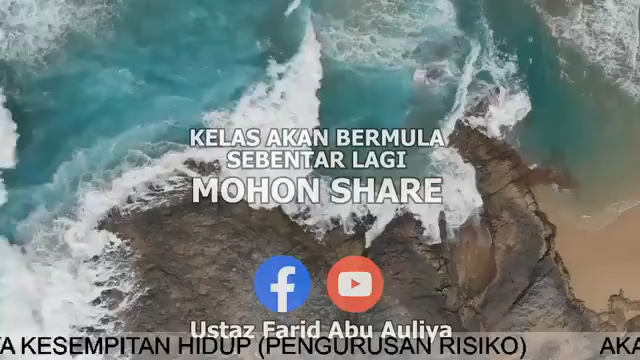 KELAS AKAN BERMULA
SEBENTAR LAGI
MOHON SHARE
Ustaz Farid Abu Auliya
KESEMPITAN HIDUP (PENGURUSAN RISIKO)